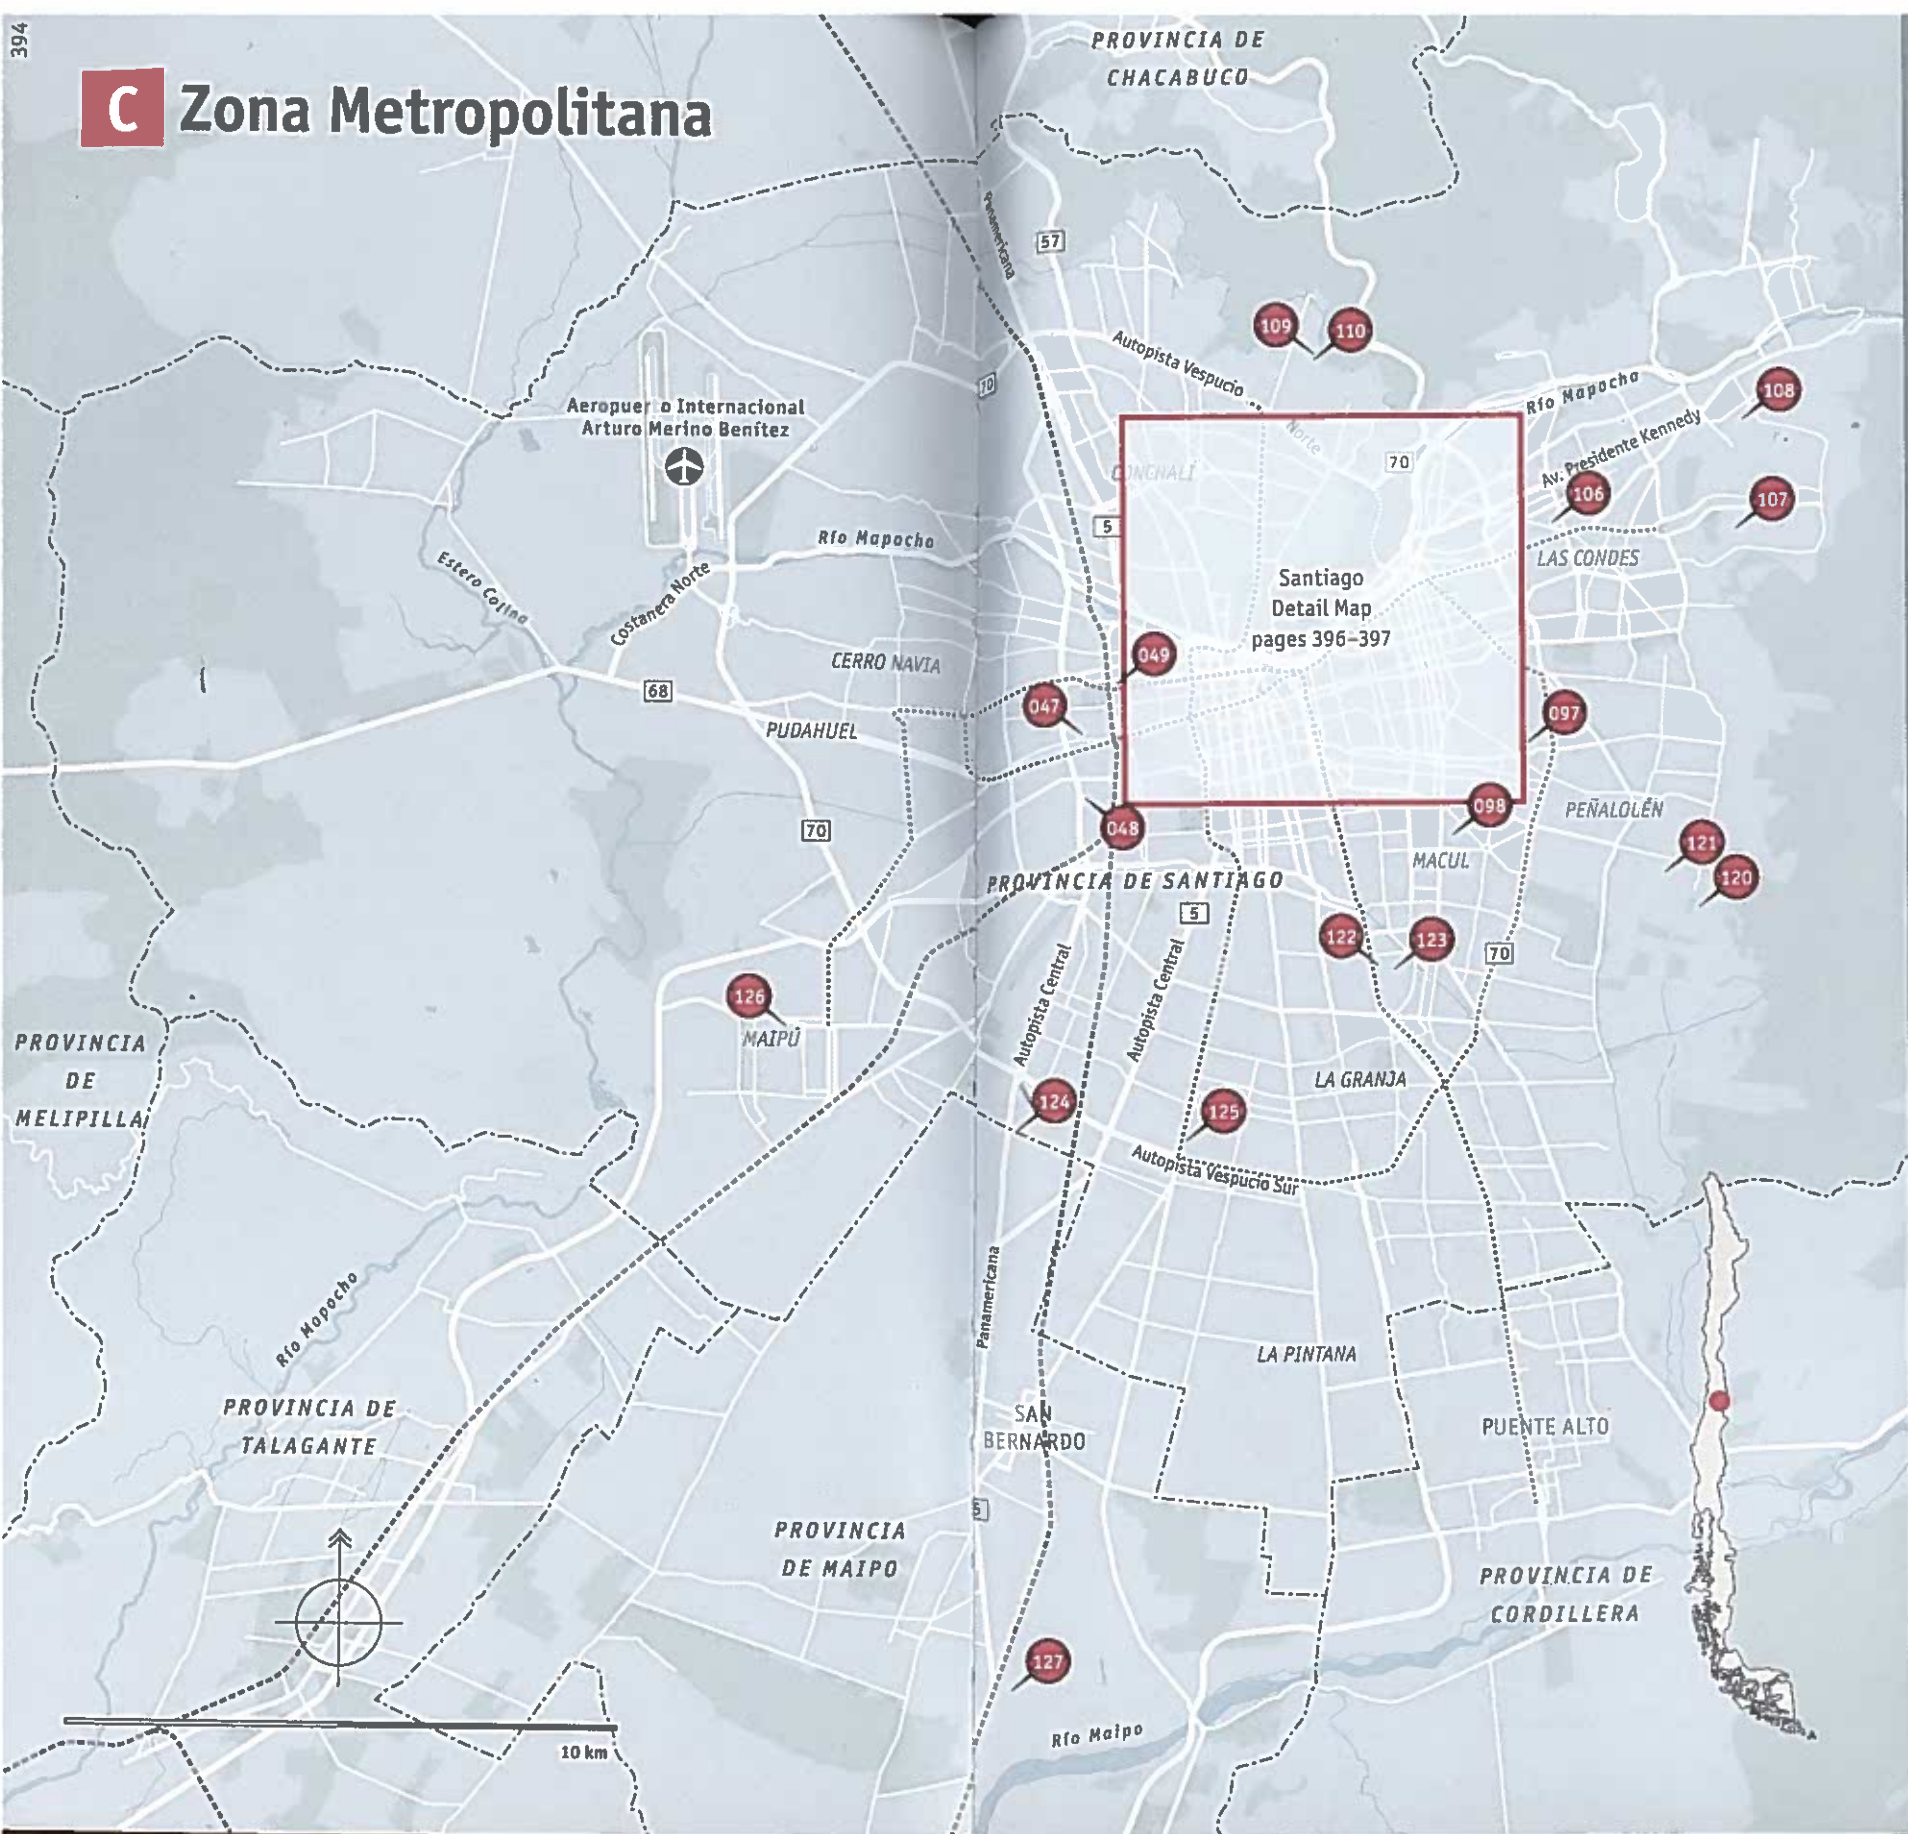 394
C Zona Metropolitana
PROVINCIA DE
CHACABUCO
Panamericana
57
109
110
Autopista Vespucio
Norte
Río Mapocho
108
Av. Presidente Kennedy
Aeropuer o Internacional
Arturo Merino Benítez
70
CONCHALÍ
70
106
107
5
Río Mapocho
LAS CONDES
Estero Colina
Costanera Norte
Santiago
Detail Map
pages 396–397
049
CERRO NAVIA
68
047
097
PUDAHUEL
098
PEÑALOLÉN
70
048
121
MACUL
120
PROVINCIA DE SANTIAGO
5
122
123
70
Autopista Central
Autopista Central
126
MAIPÚ
PROVINCIA
DE
MELIPILLA
LA GRANJA
124
125
Autopista Vespucio Sur
Río Mapocho
Panamericana
LA PINTANA
PROVINCIA DE
TALAGANTE
SAN
BERNARDO
PUENTE ALTO
5
PROVINCIA
DE MAIPO
PROVINCIA DE
CORDILLERA
127
Río Maipo
10 km